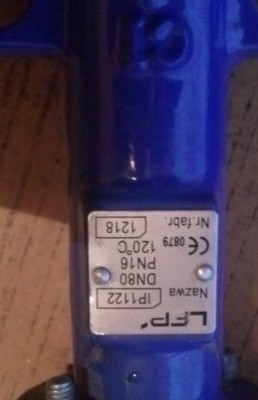 LFP
Nazwa IP1122
DN80
PN16
CE 0879 120°C
Nr.fabr. 1218